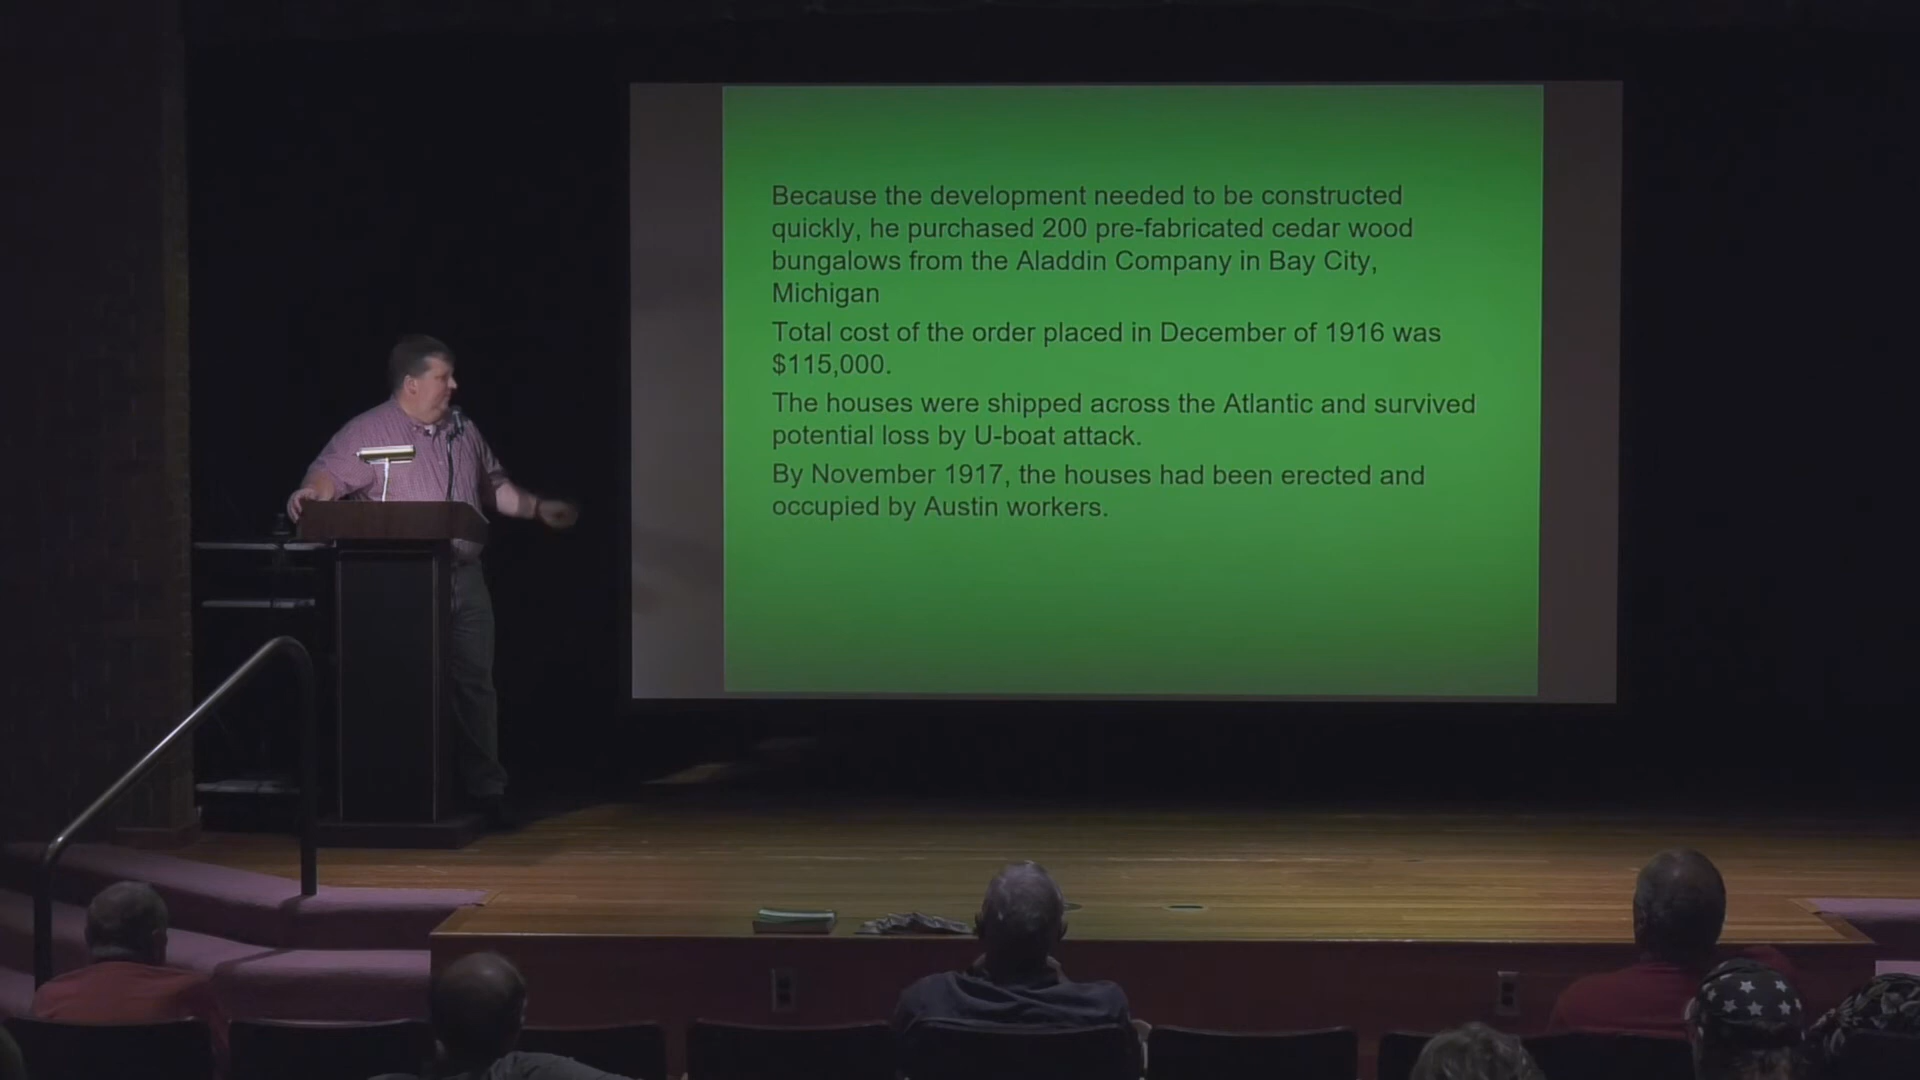 Because the development needed to be constructed
quickly, he purchased 200 pre-fabricated cedar wood
bungalows from the Aladdin Company in Bay City,
Michigan
Total cost of the order placed in December of 1916 was
$115,000.
The houses were shipped across the Atlantic and survived
potential loss by U-boat attack.
By November 1917, the houses had been erected and
occupied by Austin workers.